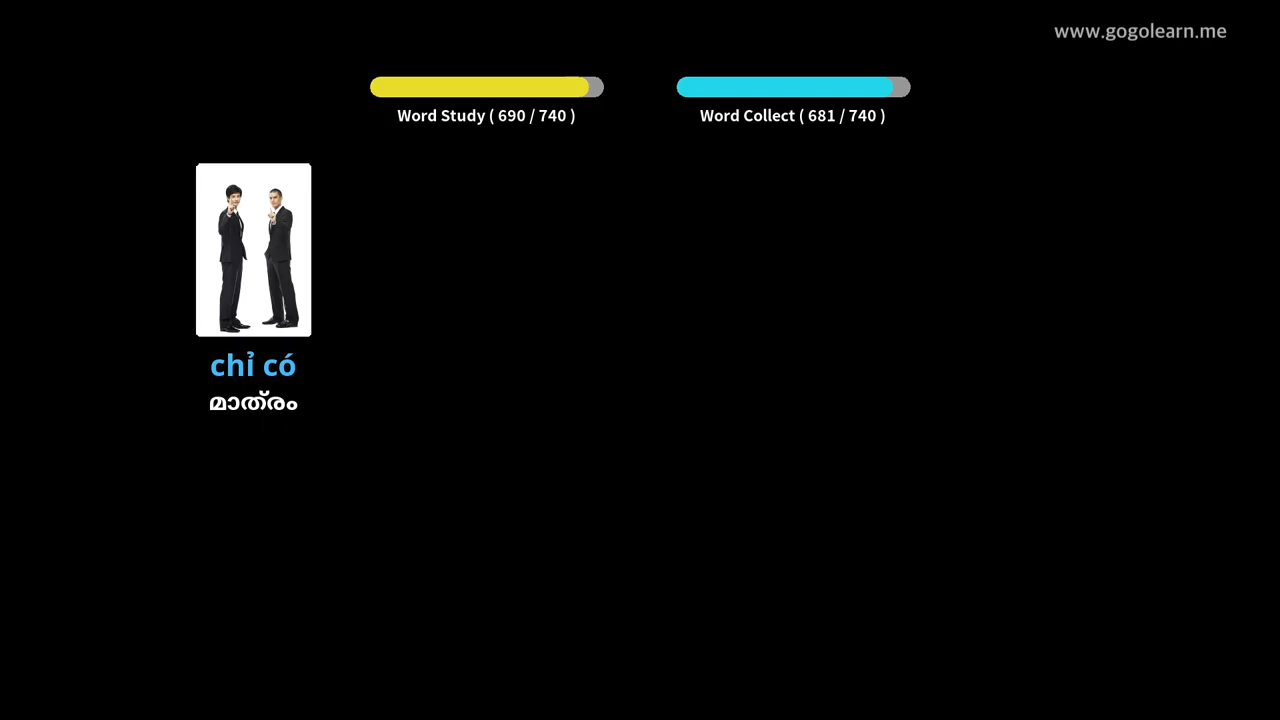 www.gogolearn.me
Word Study ( 690 / 740 )
Word Collect ( 681 / 740 )
chỉ có
മാത്രം